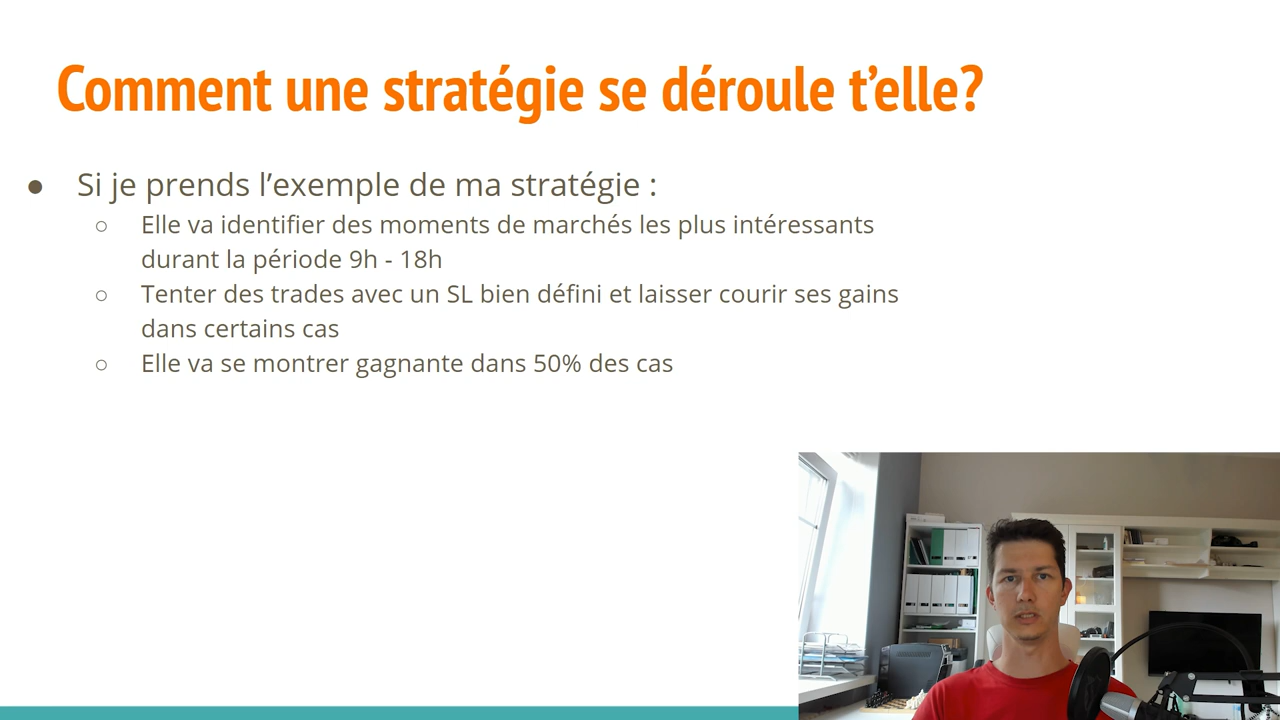 Comment une stratégie se déroule t’elle?
Si je prends l’exemple de ma stratégie :
Elle va identifier des moments de marchés les plus intéressants
durant la période 9h - 18h
Tenter des trades avec un SL bien défini et laisser courir ses gains
dans certains cas
Elle va se montrer gagnante dans 50% des cas